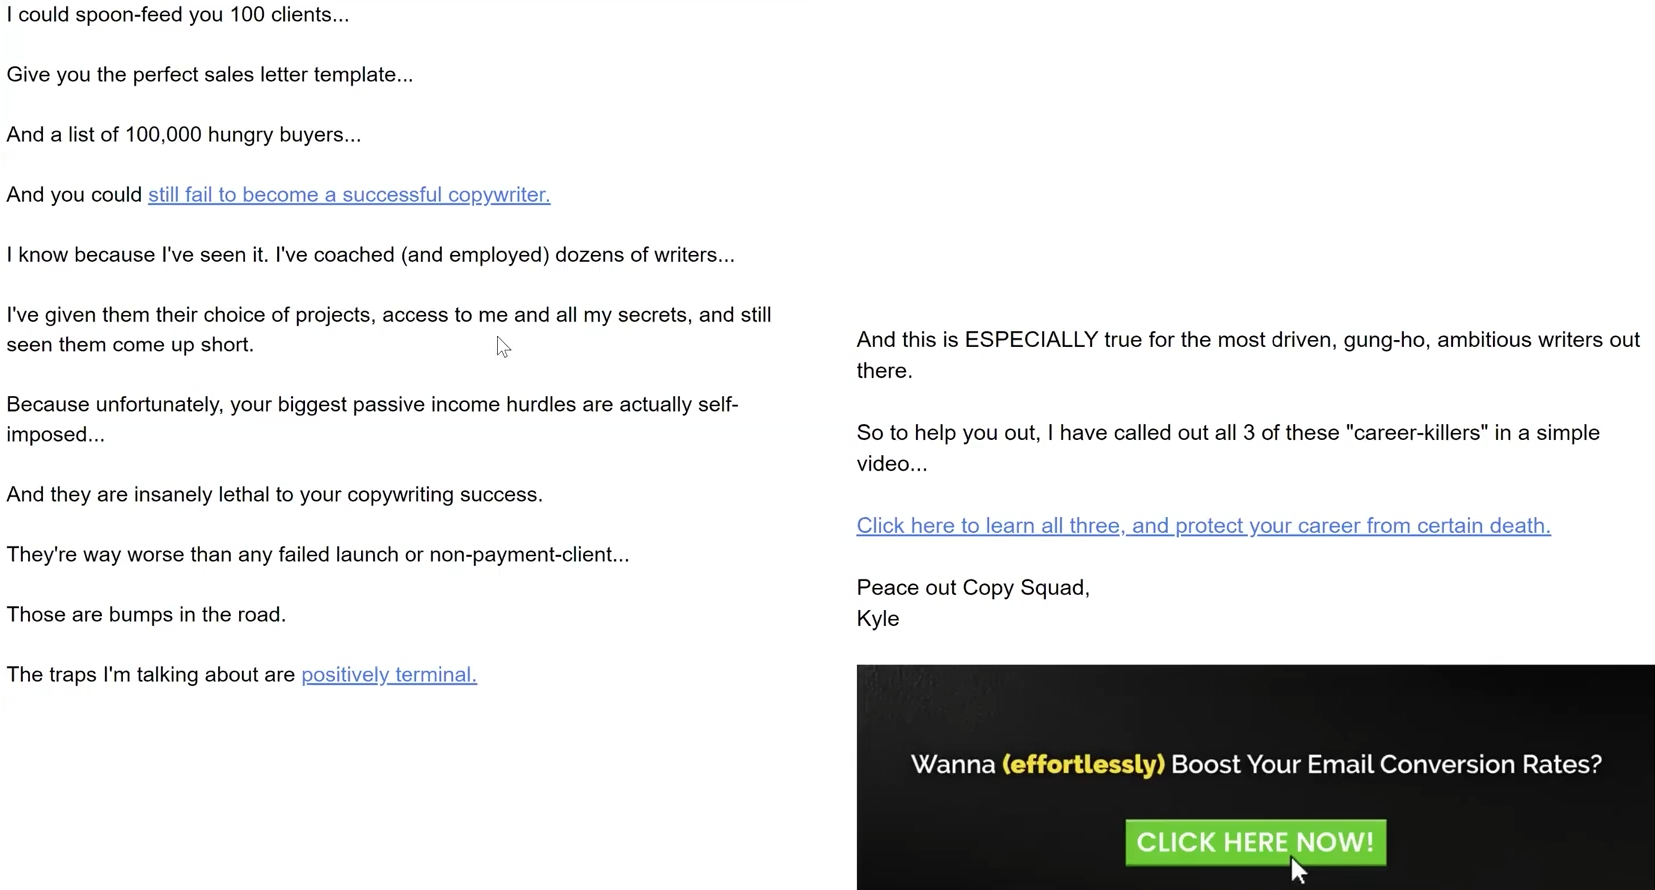 I could spoon-feed you 100 clients...
Give you the perfect sales letter template...
And a list of 100,000 hungry buyers...
And you could still fail to become a successful copywriter.
I know because I've seen it. I've coached (and employed) dozens of writers...
I've given them their choice of projects, access to me and all my secrets, and still
seen them come up short.
Because unfortunately, your biggest passive income hurdles are actually self-
imposed...
And they are insanely lethal to your copywriting success.
They're way worse than any failed launch or non-payment-client...
Those are bumps in the road.
The traps I'm talking about are positively terminal.
And this is ESPECIALLY true for the most driven, gung-ho, ambitious writers out
there.
So to help you out, I have called out all 3 of these "career-killers" in a simple
video...
Click here to learn all three, and protect your career from certain death.
Peace out Copy Squad,
Kyle
Wanna (effortlessly) Boost Your Email Conversion Rates?
CLICK HERE NOW!